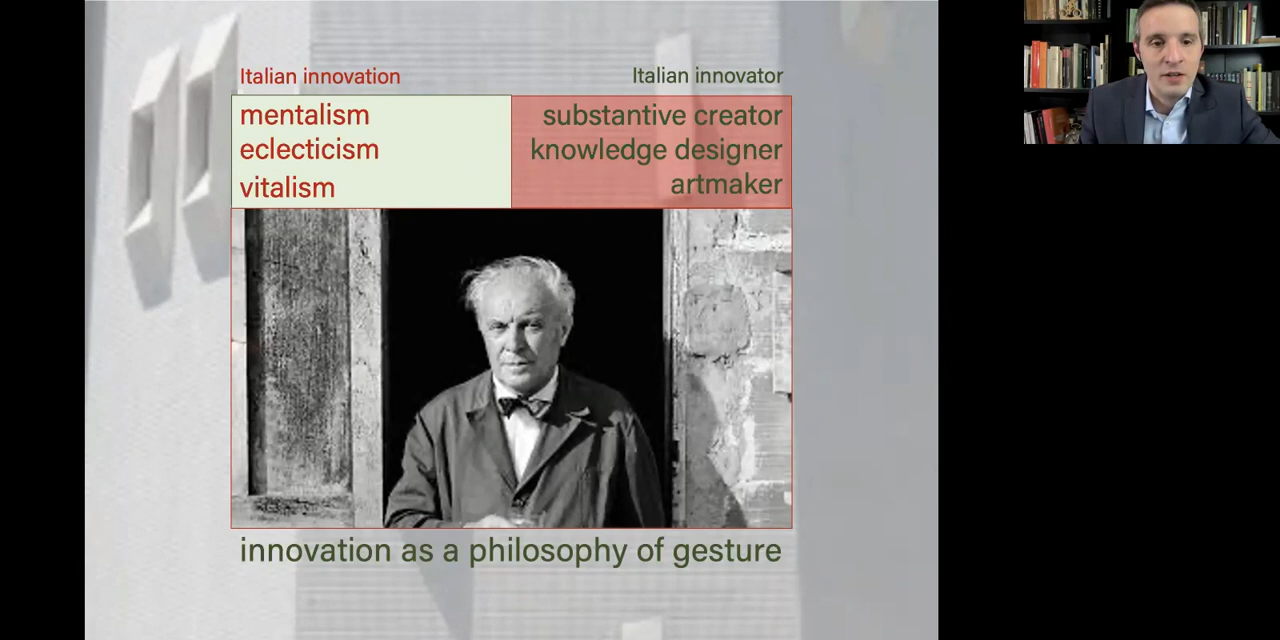 Italian innovation
Italian innovator
mentalism
substantive creator
eclecticism
knowledge designer
vitalism
artmaker
innovation as a philosophy of gesture